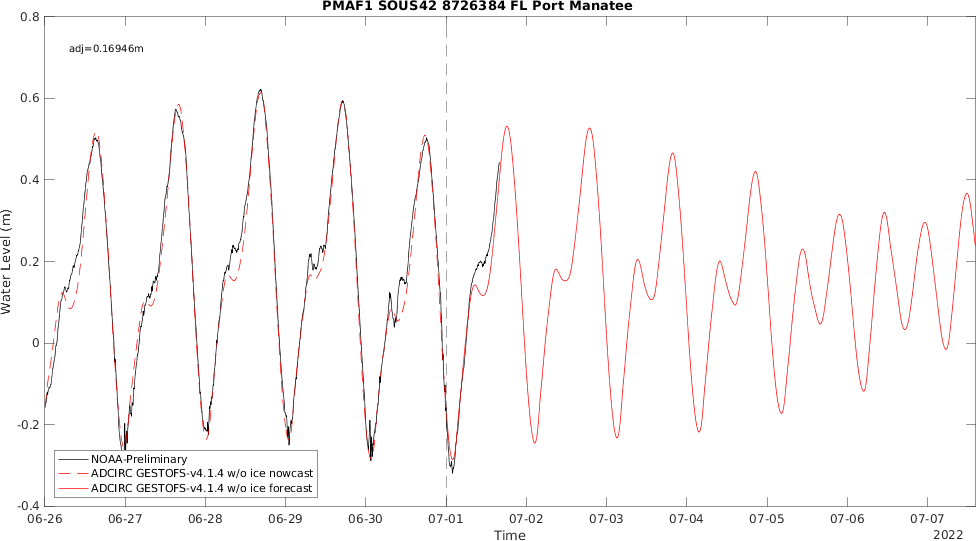 PMAF1 SOUS42 8726384 FL Port Manatee
adj=0.16946m
Water Level (m)
0.8
0.6
0.4
0.2
0
-0.2
-0.4
NOAA-Preliminary
ADCIRC GESTOFS-v4.1.4 w/o ice nowcast
ADCIRC GESTOFS-v4.1.4 w/o ice forecast
06-26 06-27 06-28 06-29 06-30 07-01 07-02 07-03 07-04 07-05 07-06 07-07
Time
2022